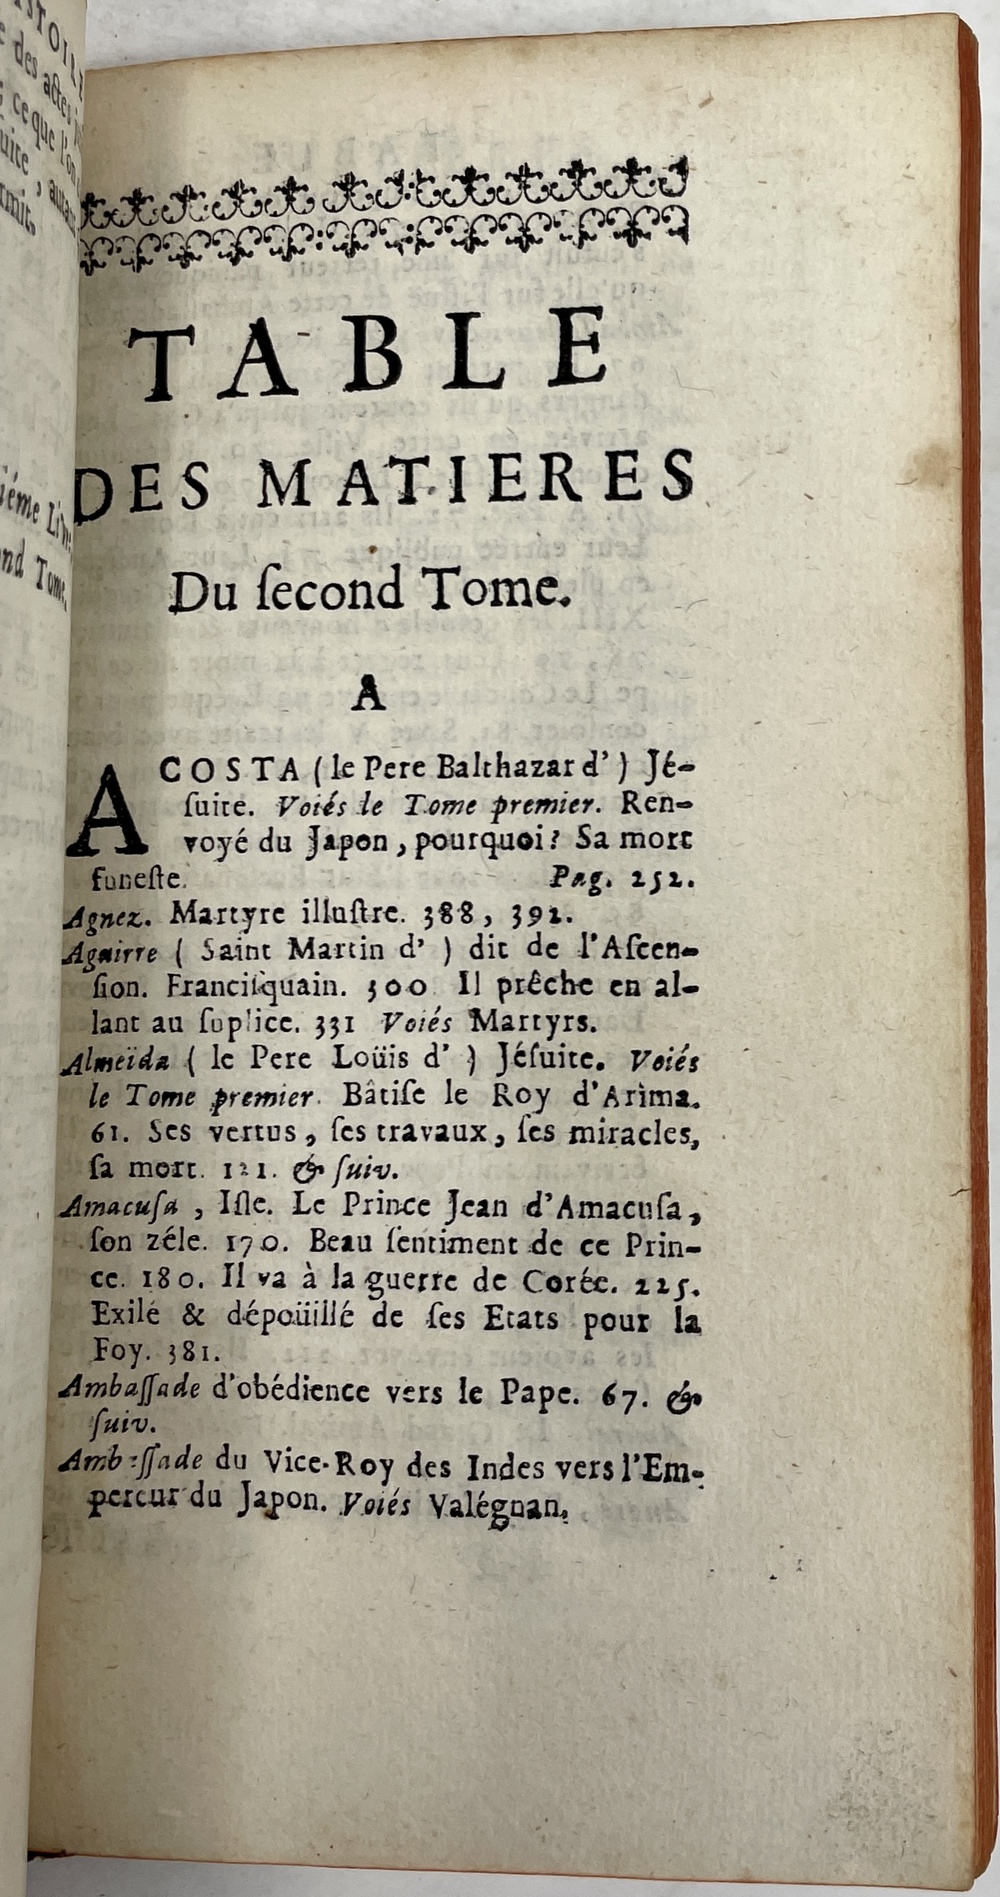 TABLE
DES MATIERES
Du ſecond Tome.
A
ACOSTA (le Pere Balthazar d') Jé-
ſuite. Voiés le Tome premier. Ren-
voyé du Japon, pourquoi? Sa mort
funeſte. Pag. 252.
Agnez. Martyre illuſtre. 388, 392.
Aguirre (Saint Martin d') dit de l'Aſcen-
ſion. Franciſquain. 300 Il prêche en al-
lant au ſuplice. 331 Voiés Martyrs.
Almeïda (le Pere Loüis d') Jéſuite. Voiés
le Tome premier. Bâtiſe le Roy d'Arima.
61. Ses vertus, ſes travaux, ſes miracles,
ſa mort. 121. & ſuiv.
Amacuſa, Iſle. Le Prince Jean d'Amacuſa,
ſon zéle. 170. Beau ſentiment de ce Prin-
ce. 180. Il va à la guerre de Corée. 225.
Exilé & dépoüillé de ſes Etats pour la
Foy. 381.
Ambaſſade d'obédience vers le Pape. 67. &
ſuiv.
Ambaſſade du Vice-Roy des Indes vers l'Em-
pereur du Japon. Voiés Valégnan.